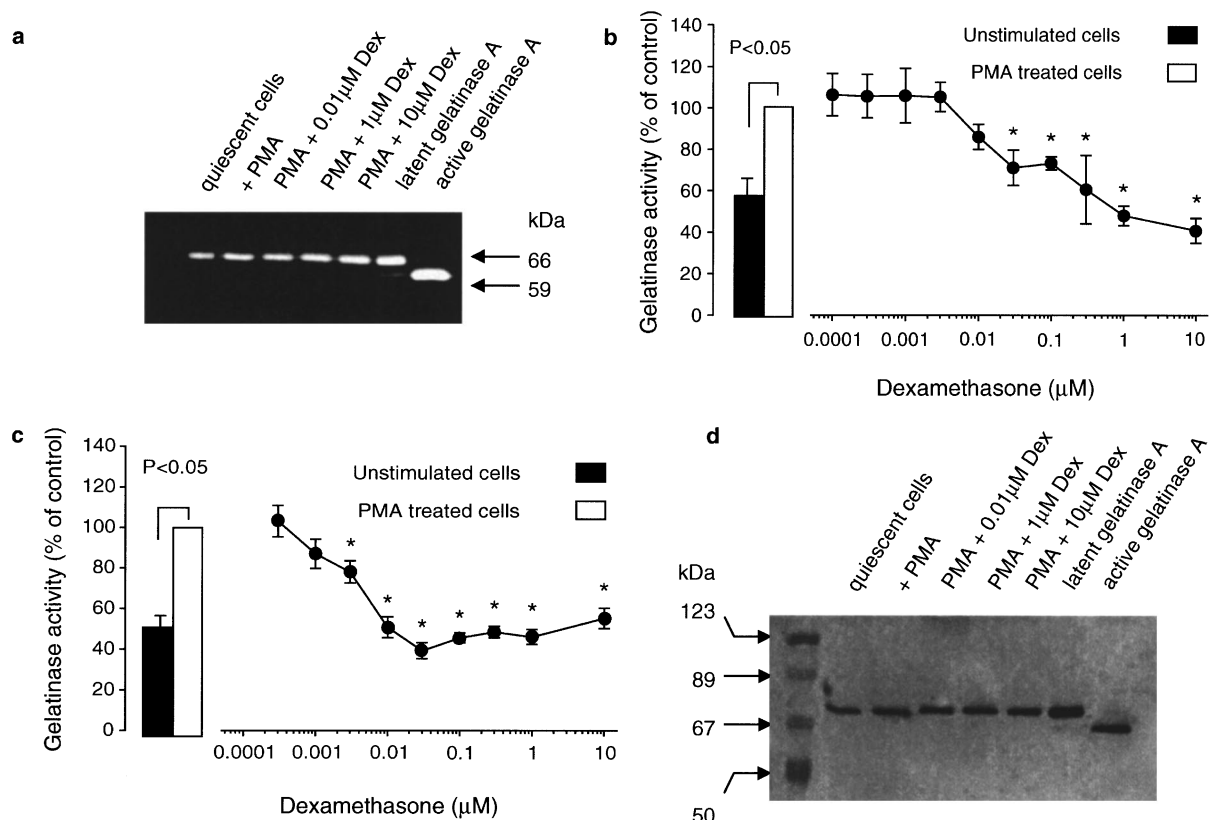 a
quiescent cells
+ PMA
PMA + 0.01μM Dex
PMA + 1μM Dex
PMA + 10μM Dex
latent gelatinase A
active gelatinase A
kDa
66
59
b
Gelatinase activity (% of control)
140
120
100
80
60
40
20
0
P<0.05
Unstimulated cells
PMA treated cells
* * * * *
0.0001 0.001 0.01 0.1 1 10
Dexamethasone (μM)
c
Gelatinase activity (% of control)
140
120
100
80
60
40
20
0
P<0.05
Unstimulated cells
PMA treated cells
* * * * * * *
0.0001 0.001 0.01 0.1 1 10
Dexamethasone (μM)
d
quiescent cells
+ PMA
PMA + 0.01μM Dex
PMA + 1μM Dex
PMA + 10μM Dex
latent gelatinase A
active gelatinase A
kDa
123
89
67
50